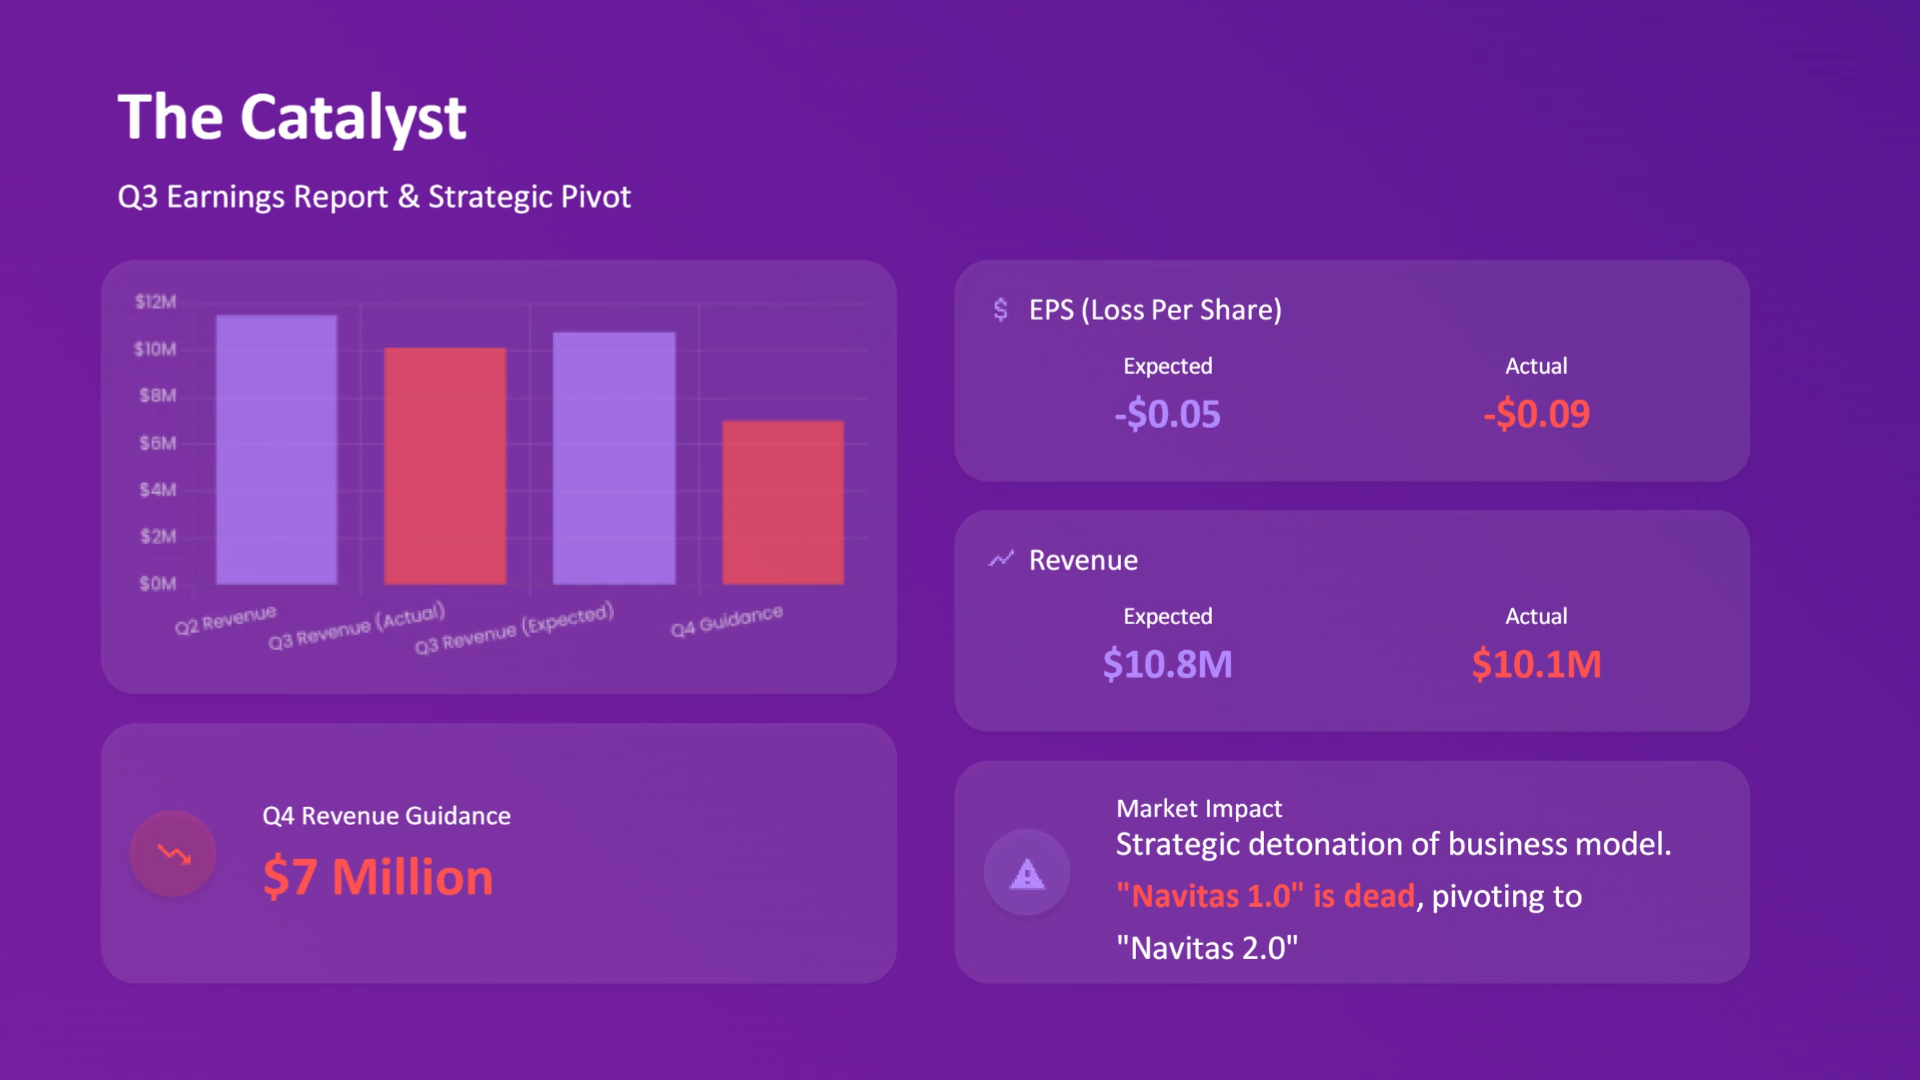 The Catalyst
Q3 Earnings Report & Strategic Pivot
$12M
$10M
$8M
$6M
$4M
$2M
$0M
Q2 Revenue
Q3 Revenue (Actual)
Q3 Revenue (Expected)
Q4 Guidance
Q4 Revenue Guidance
$7 Million
$ EPS (Loss Per Share)
Expected
-$0.05
Actual
-$0.09
Revenue
Expected
$10.8M
Actual
$10.1M
Market Impact
Strategic detonation of business model.
"Navitas 1.0" is dead, pivoting to
"Navitas 2.0"